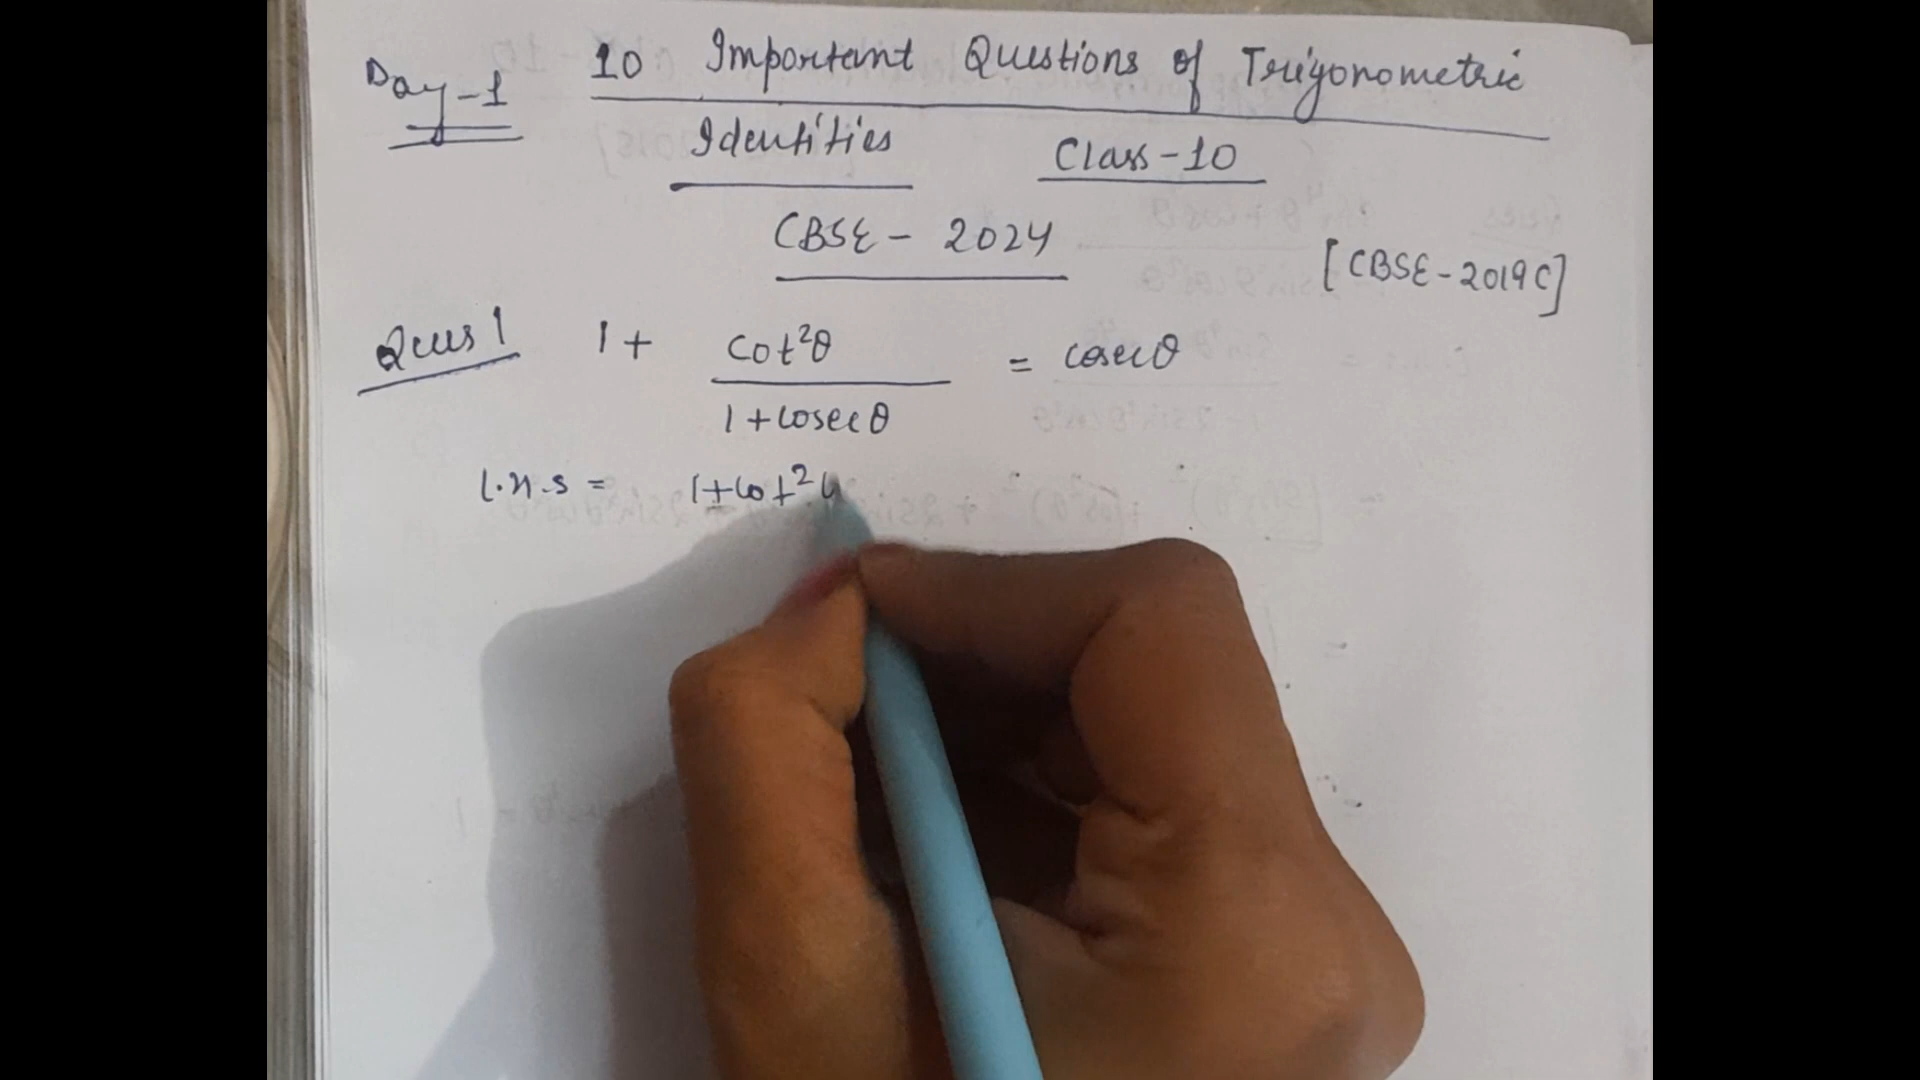 Day-1 10 Important Questions of Trigonometric
Identities Class-10
CBSE - 2024
[CBSE-2019C]
Ques 1 1 + cot²θ = cosecθ
1 + cosecθ
L.H.S = 1+cot²